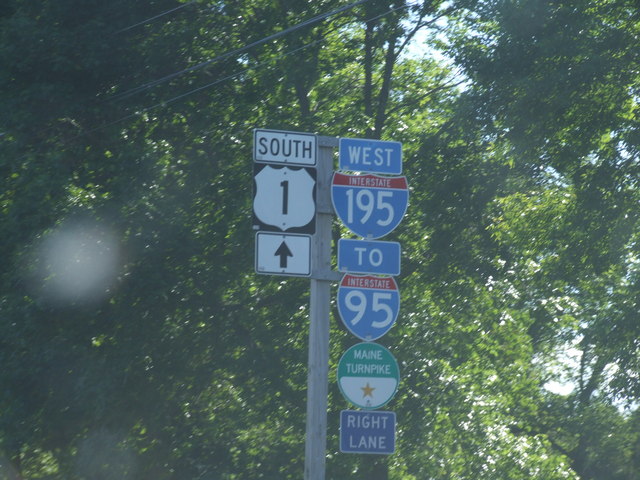 SOUTH
1
WEST
INTERSTATE
195
TO
INTERSTATE
95
MAINE
TURNPIKE
RIGHT
LANE